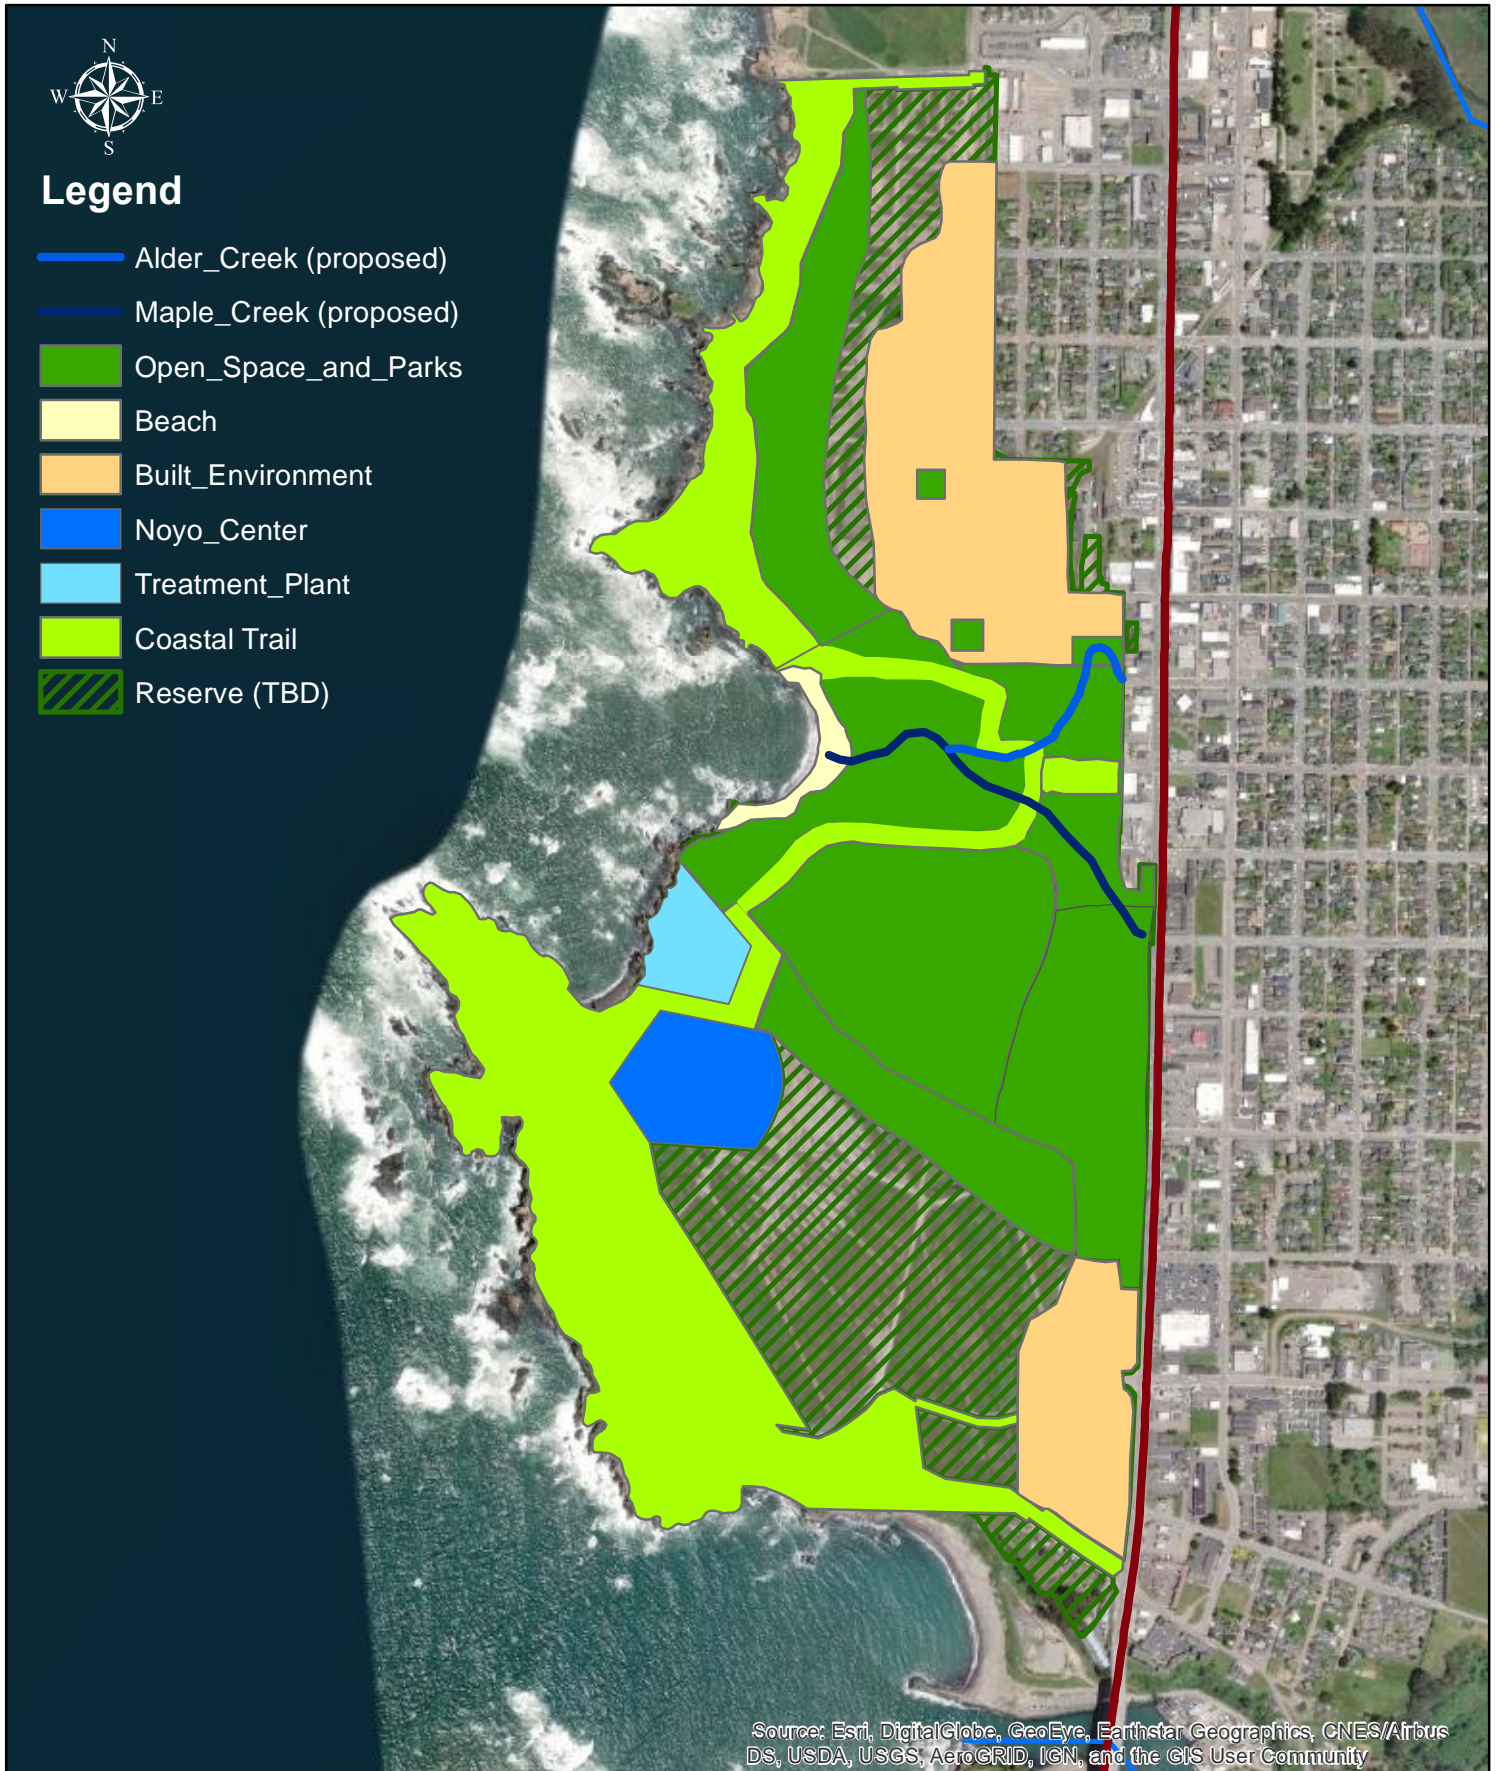 N
W E
S
Legend
Alder_Creek (proposed)
Maple_Creek (proposed)
Open_Space_and_Parks
Beach
Built_Environment
Noyo_Center
Treatment_Plant
Coastal Trail
Reserve (TBD)
Source: Esri, DigitalGlobe, GeoEye, Earthstar Geographics, CNES/Airbus
DS, USDA, USGS, AeroGRID, IGN, and the GIS User Community